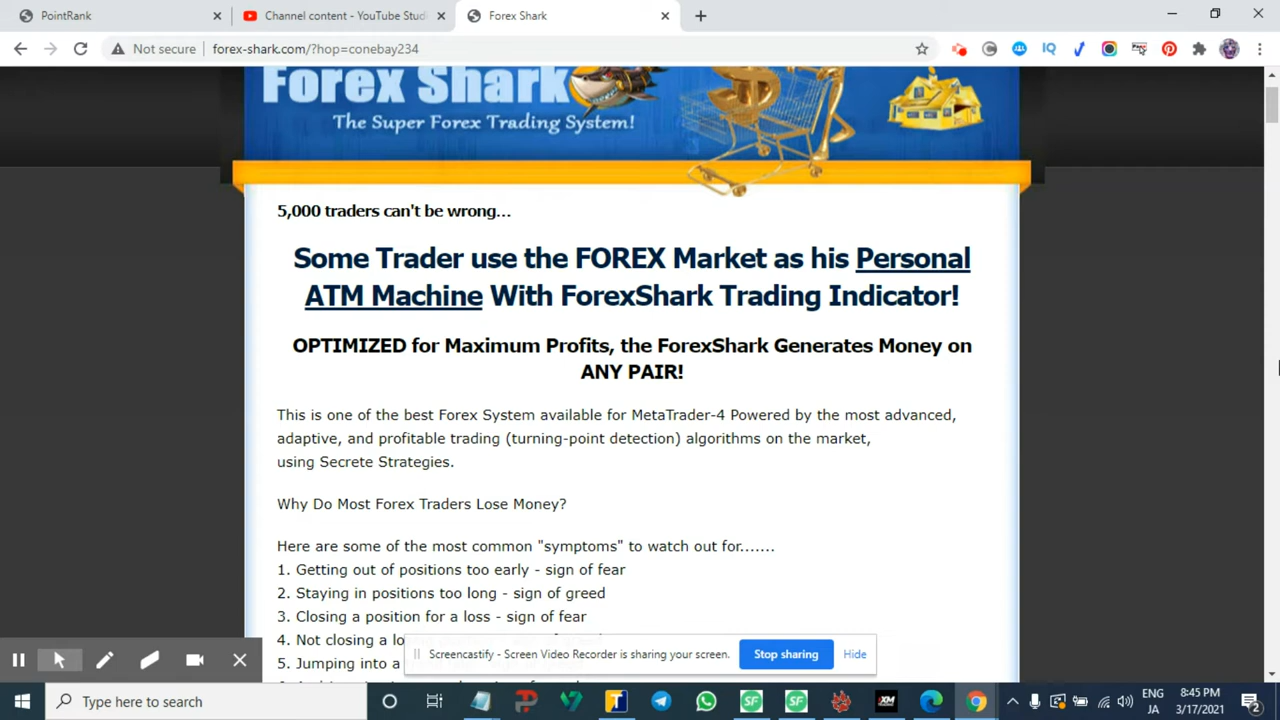 PointRank
Channel content - YouTube Stud
Forex Shark
Not secure
forex-shark.com/?hop=conebay234
Forex Shark
The Super Forex Trading System!
5,000 traders can't be wrong...
Some Trader use the FOREX Market as his Personal
ATM Machine With ForexShark Trading Indicator!
OPTIMIZED for Maximum Profits, the ForexShark Generates Money on
ANY PAIR!
This is one of the best Forex System available for MetaTrader-4 Powered by the most advanced,
adaptive, and profitable trading (turning-point detection) algorithms on the market,
using Secrete Strategies.
Why Do Most Forex Traders Lose Money?
Here are some of the most common "symptoms" to watch out for.......
1. Getting out of positions too early - sign of fear
2. Staying in positions too long - sign of greed
3. Closing a position for a loss - sign of fear
4. Not closing a lo
5. Jumping into a
Screencastify - Screen Video Recorder is sharing your screen.
Stop sharing
Hide
Type here to search
ENG
JA
8:45 PM
3/17/2021